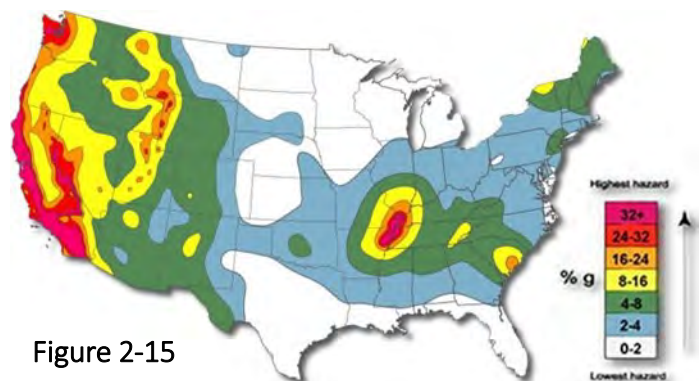 Highest hazard
32+
24-32
16-24
% g
8-16
4-8
2-4
0-2
Lowest hazard
Figure 2-15